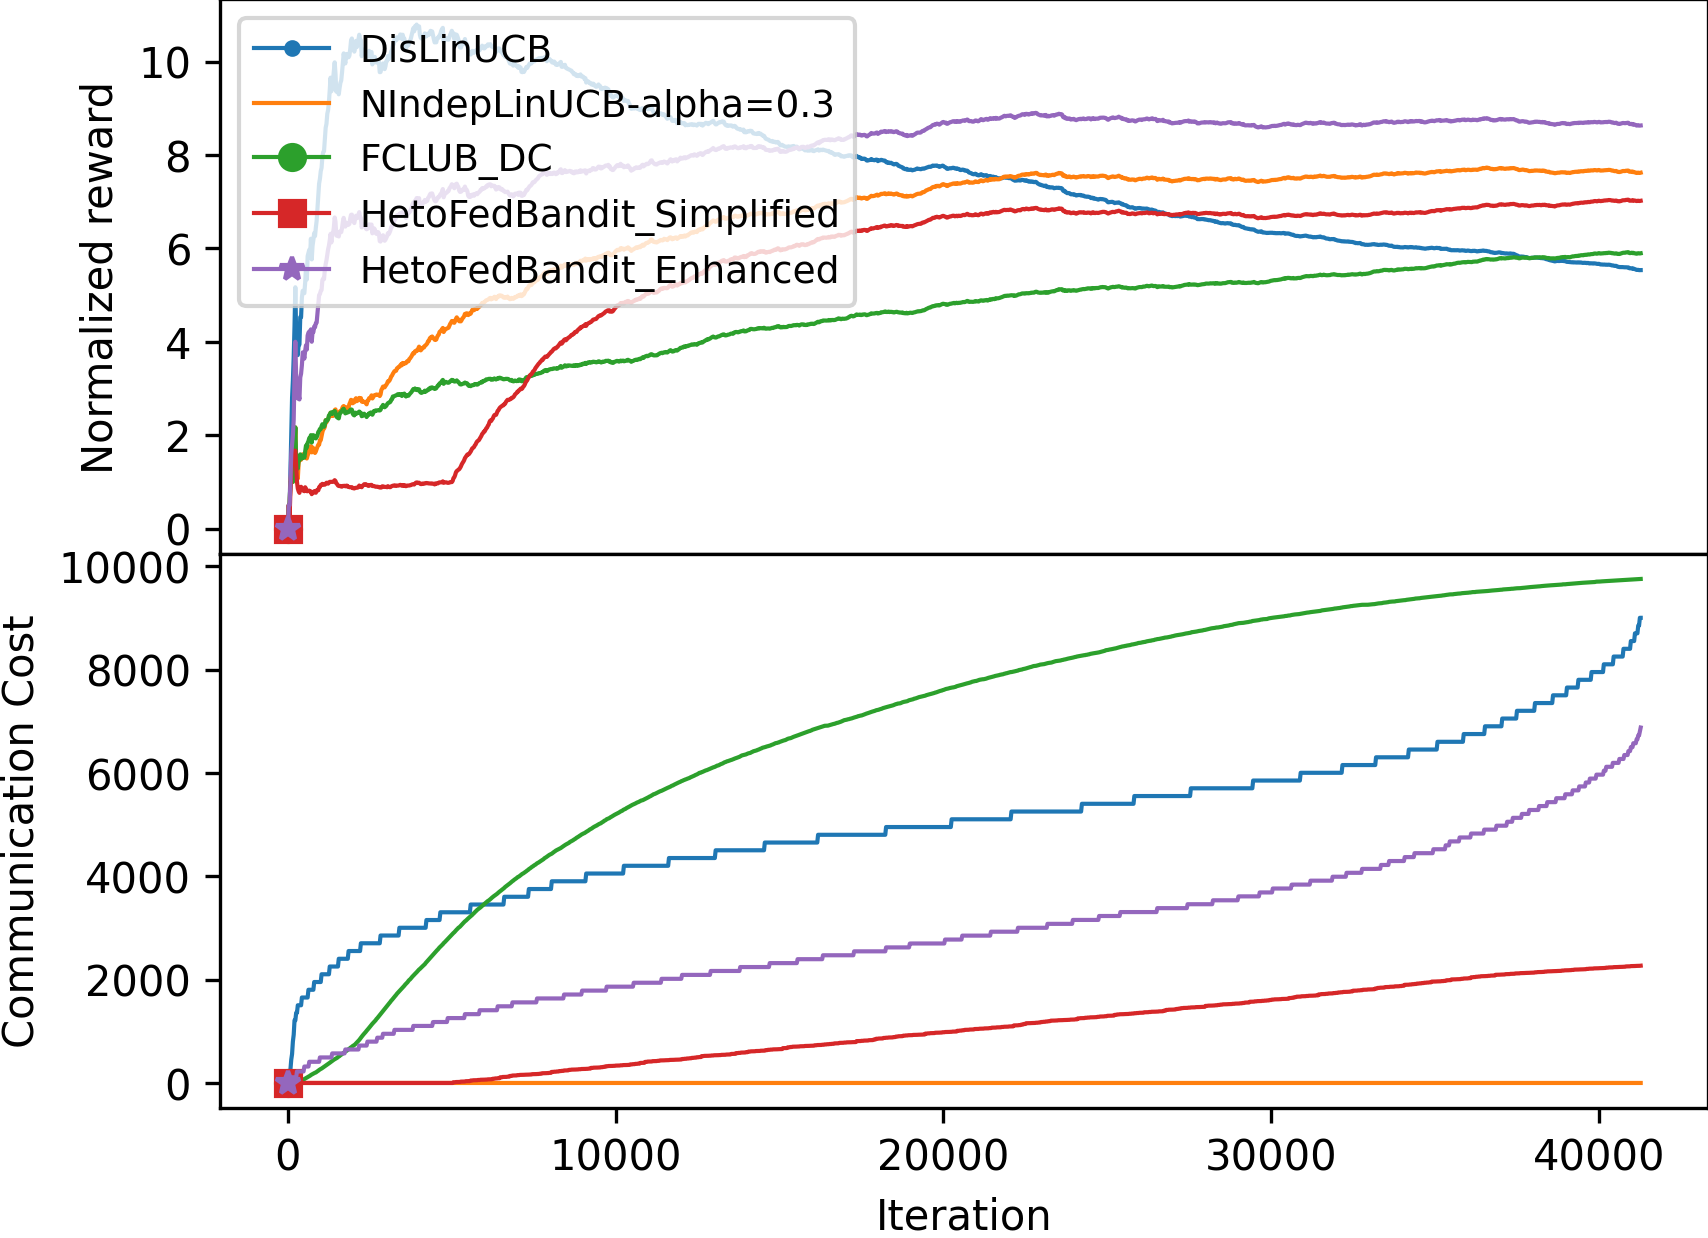 Normalized reward
10
8
6
4
2
0
DisLinUCB
NIndepLinUCB-alpha=0.3
FCLUB_DC
HetoFedBandit_Simplified
HetoFedBandit_Enhanced
Communication Cost
10000
8000
6000
4000
2000
0
0 10000 20000 30000 40000
Iteration